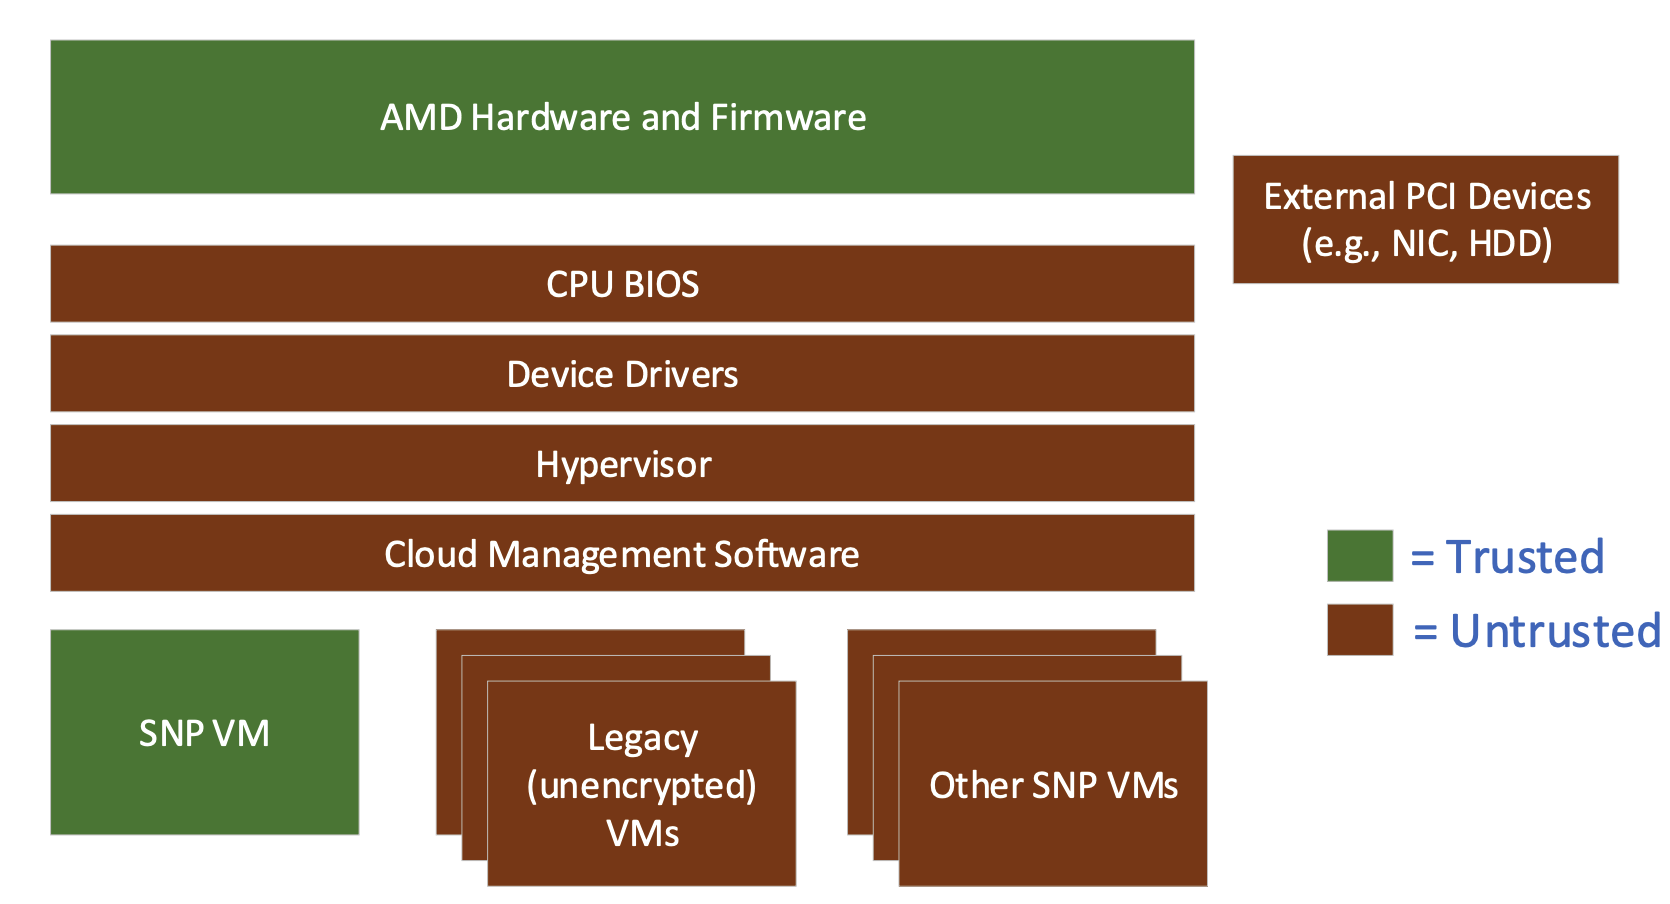 AMD Hardware and Firmware
External PCI Devices
(e.g., NIC, HDD)
CPU BIOS
Device Drivers
Hypervisor
Cloud Management Software
= Trusted
= Untrusted
SNP VM
Legacy
(unencrypted)
VMs
Other SNP VMs